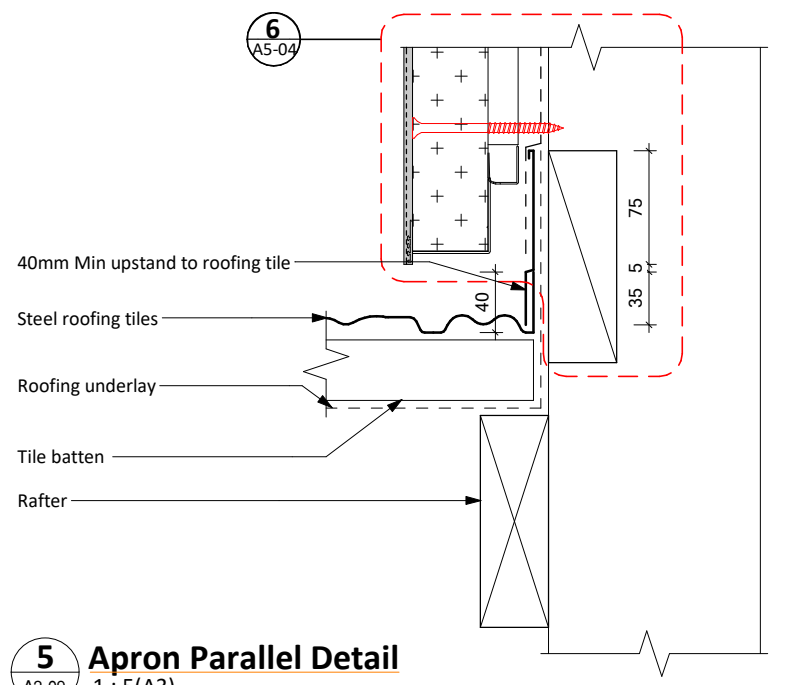 6
A5-04
75
5
35
40
40mm Min upstand to roofing tile
Steel roofing tiles
Roofing underlay
Tile batten
Rafter
5
Apron Parallel Detail